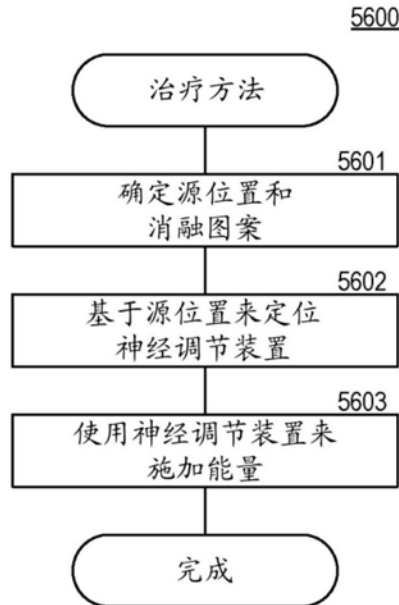 5600
治疗方法
5601
确定源位置和
消融图案
5602
基于源位置来定位
神经调节装置
5603
使用神经调节装置来
施加能量
完成